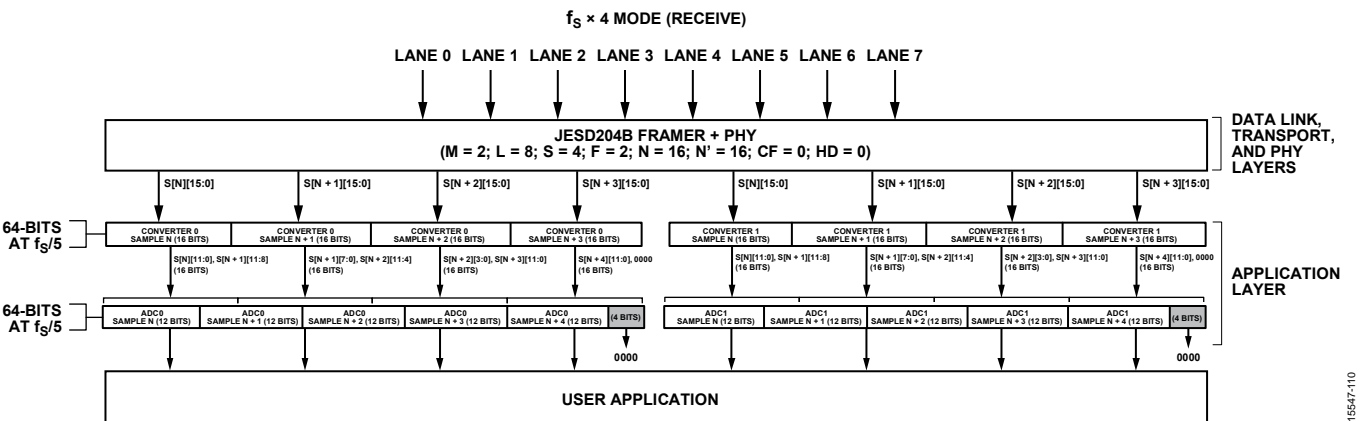 fS × 4 MODE (RECEIVE)
LANE 0 LANE 1 LANE 2 LANE 3 LANE 4 LANE 5 LANE 6 LANE 7
JESD204B FRAMER + PHY
(M = 2; L = 8; S = 4; F = 2; N = 16; N' = 16; CF = 0; HD = 0)
DATA LINK,
TRANSPORT,
AND PHY
LAYERS
S[N][15:0] S[N + 1][15:0] S[N + 2][15:0] S[N + 3][15:0] S[N][15:0] S[N + 1][15:0] S[N + 2][15:0] S[N + 3][15:0]
64-BITS
AT fS/5
CONVERTER 0 CONVERTER 0 CONVERTER 0 CONVERTER 0 CONVERTER 1 CONVERTER 1 CONVERTER 1 CONVERTER 1
SAMPLE N (16 BITS) SAMPLE N + 1 (16 BITS) SAMPLE N + 2 (16 BITS) SAMPLE N + 3 (16 BITS) SAMPLE N (16 BITS) SAMPLE N + 1 (16 BITS) SAMPLE N + 2 (16 BITS) SAMPLE N + 3 (16 BITS)
S[N][11:0], S[N + 1][11:8] S[N + 1][7:0], S[N + 2][11:4] S[N + 2][3:0], S[N + 3][11:0] S[N + 4][11:0], 0000 S[N][11:0], S[N + 1][11:8] S[N + 1][7:0], S[N + 2][11:4] S[N + 2][3:0], S[N + 3][11:0] S[N + 4][11:0], 0000
(16 BITS) (16 BITS) (16 BITS) (16 BITS) (16 BITS) (16 BITS) (16 BITS) (16 BITS)
APPLICATION
LAYER
64-BITS
AT fS/5
ADC0 ADC0 ADC0 ADC0 ADC0 ADC1 ADC1 ADC1 ADC1 ADC1
SAMPLE N (12 BITS) SAMPLE N + 1 (12 BITS) SAMPLE N + 2 (12 BITS) SAMPLE N + 3 (12 BITS) SAMPLE N + 4 (12 BITS) (4 BITS) SAMPLE N (12 BITS) SAMPLE N + 1 (12 BITS) SAMPLE N + 2 (12 BITS) SAMPLE N + 3 (12 BITS) SAMPLE N + 4 (12 BITS) (4 BITS)
0000 0000
USER APPLICATION
15547-110